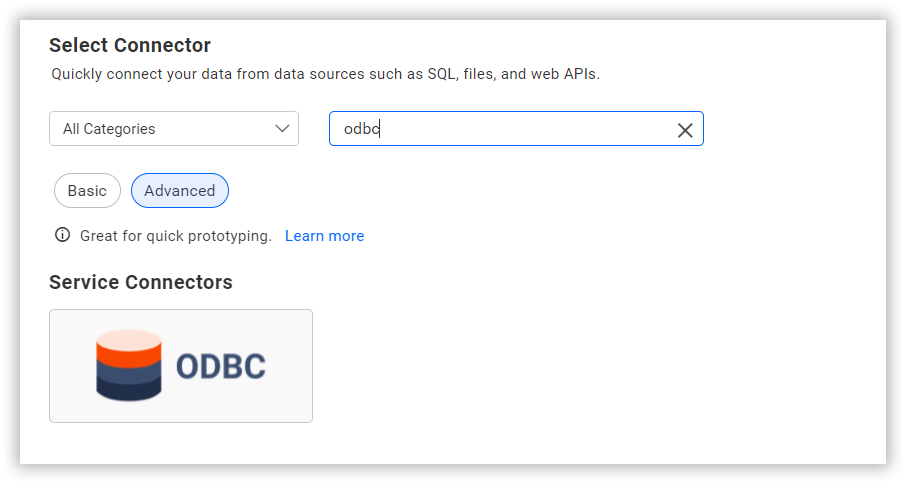 Select Connector
Quickly connect your data from data sources such as SQL, files, and web APIs.
All Categories
odbc
Basic
Advanced
Great for quick prototyping. Learn more
Service Connectors
ODBC